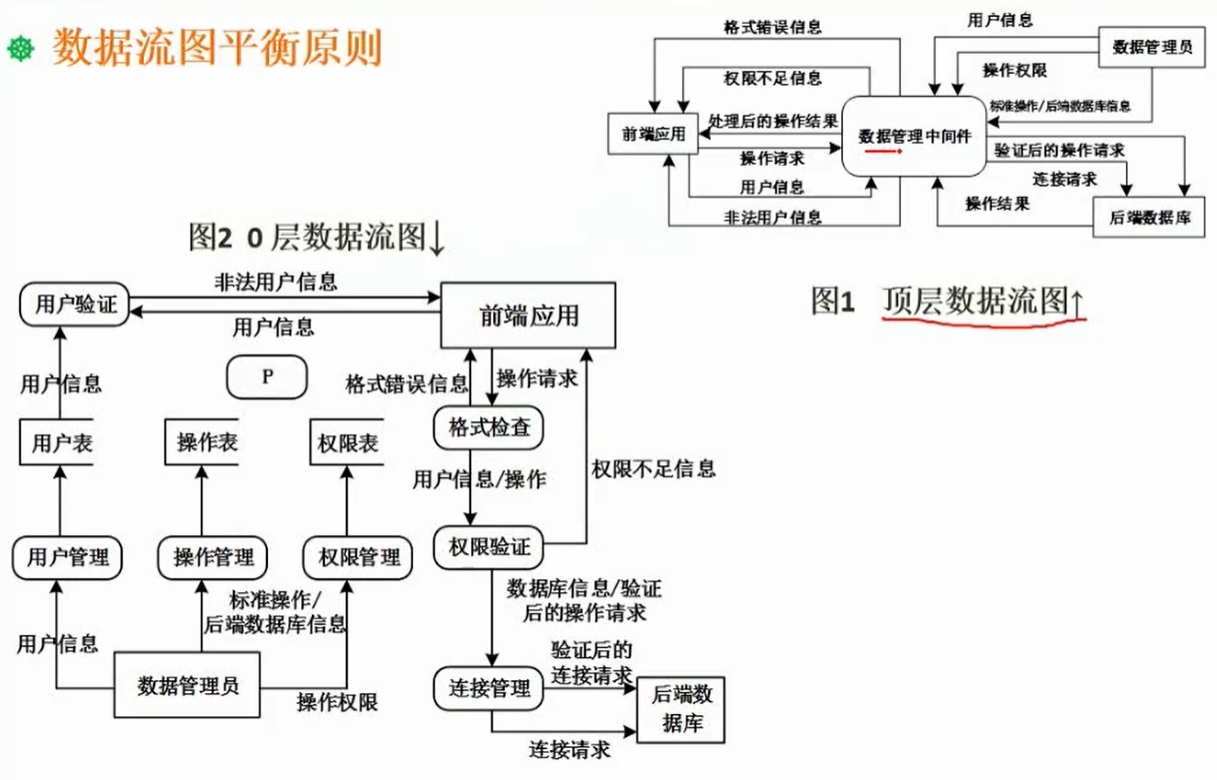 数据流图平衡原则
格式错误信息
用户信息
数据管理员
权限不足信息
操作权限
标准操作/后端数据库信息
前端应用
处理后的操作结果
数据管理中间件
操作请求
验证后的操作请求
连接请求
用户信息
操作结果
后端数据库
非法用户信息
图1 顶层数据流图↑
图2 0层数据流图↓
用户验证
非法用户信息
用户信息
前端应用
P
用户信息
格式错误信息
操作请求
用户表
操作表
权限表
格式检查
用户信息/操作
权限不足信息
用户管理
操作管理
权限管理
权限验证
标准操作/
后端数据库信息
数据库信息/验证
后的操作请求
用户信息
数据管理员
操作权限
验证后的
连接请求
连接管理
后端数
据库
连接请求